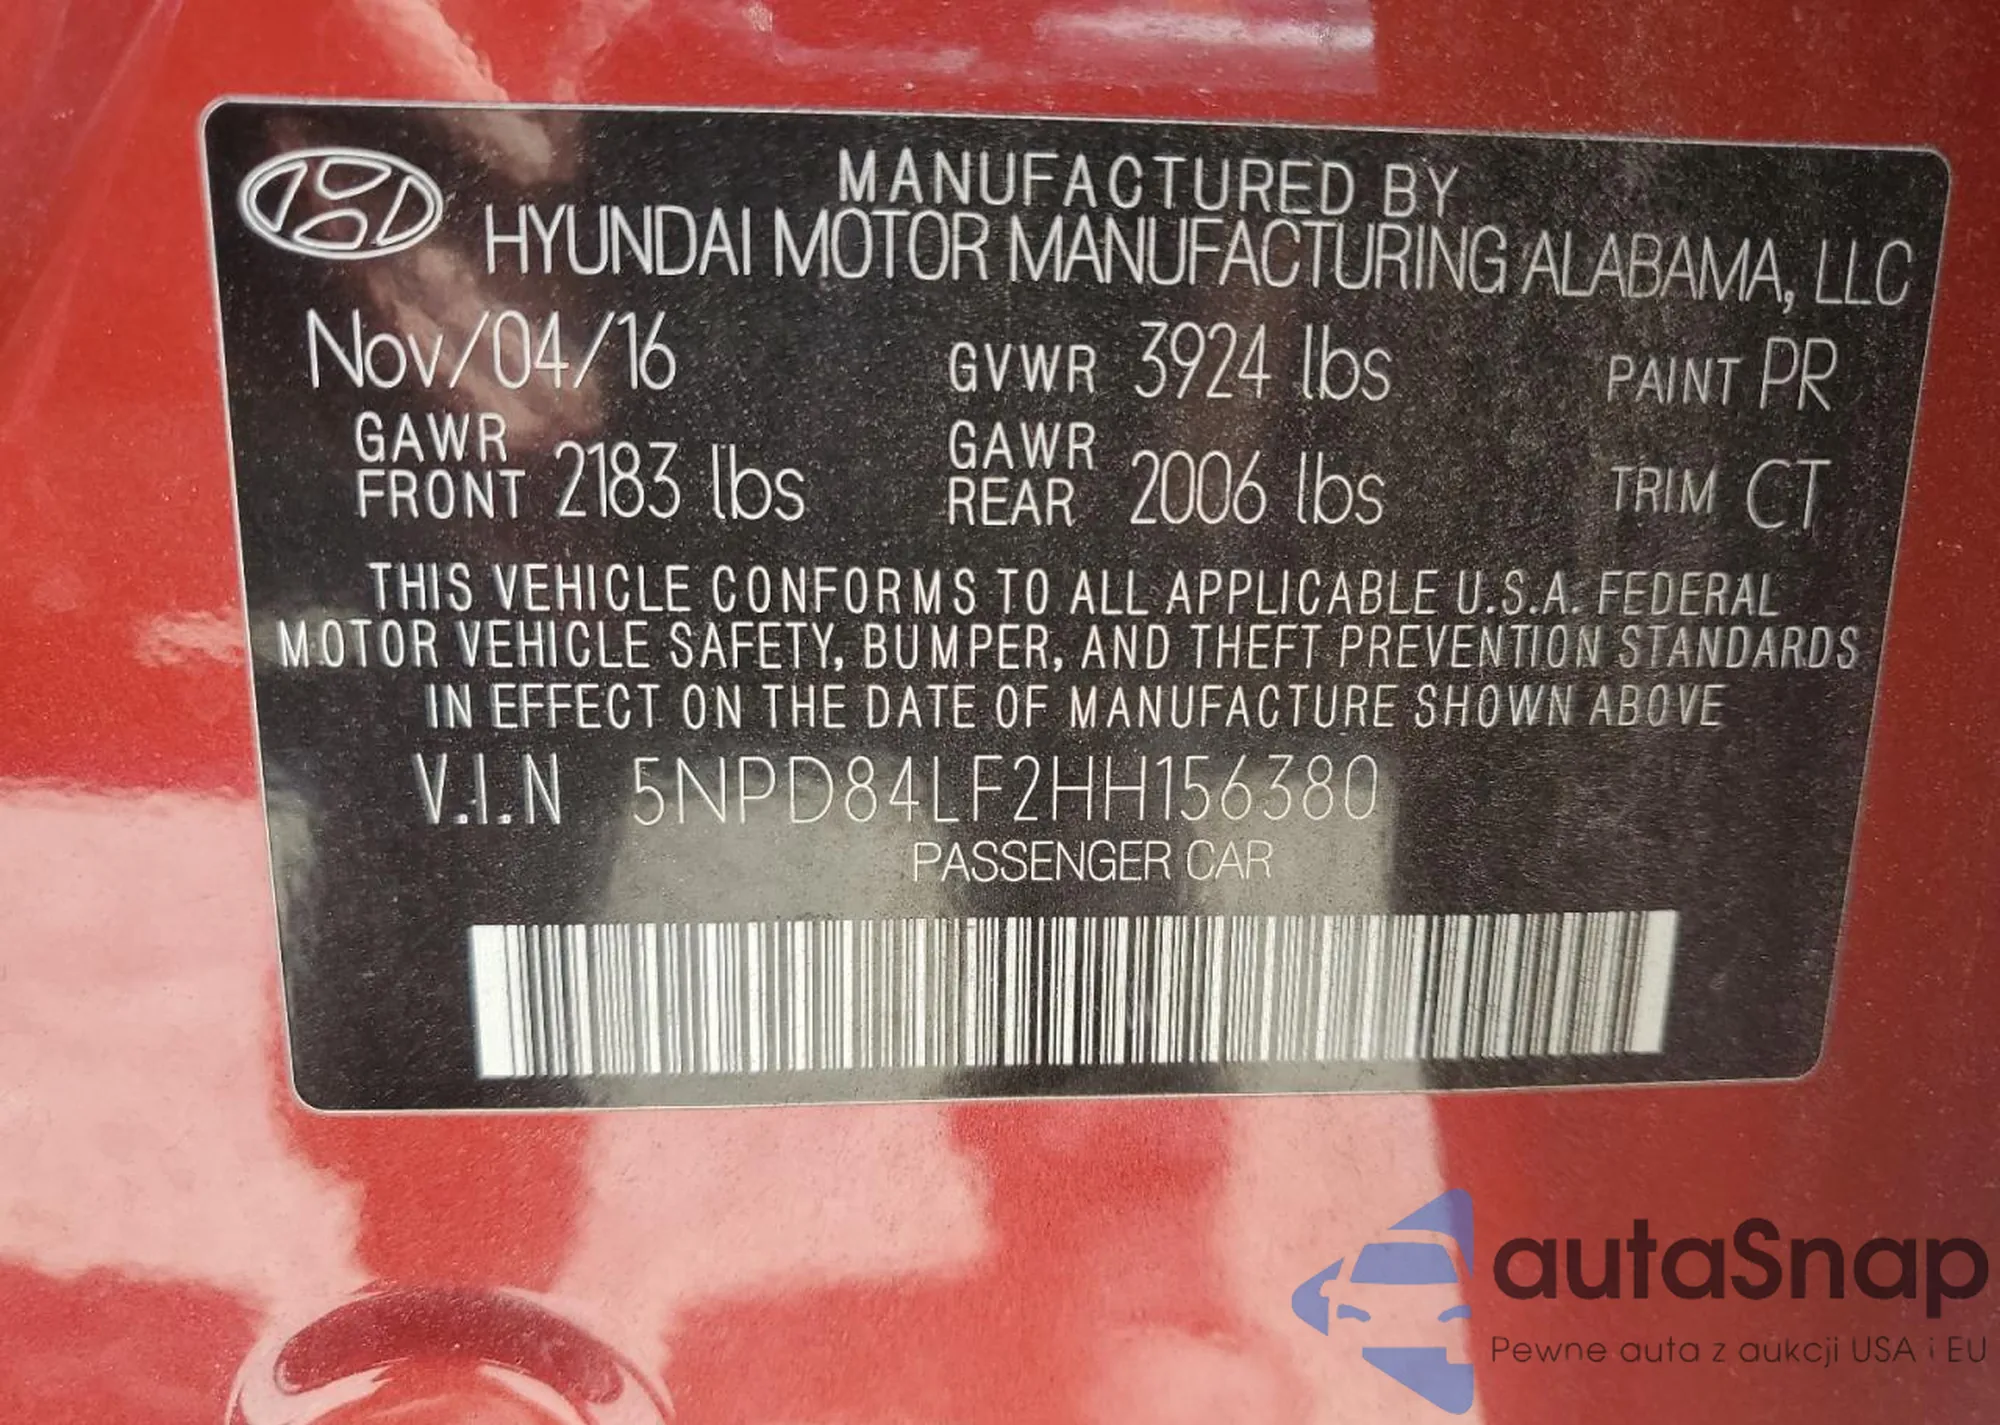 MANUFACTURED BY
HYUNDAI MOTOR MANUFACTURING ALABAMA, LLC
Nov/04/16 GVWR 3924 lbs PAINT PR
GAWR FRONT 2183 lbs GAWR REAR 2006 lbs TRIM CT
THIS VEHICLE CONFORMS TO ALL APPLICABLE U.S.A. FEDERAL
MOTOR VEHICLE SAFETY, BUMPER, AND THEFT PREVENTION STANDARDS
IN EFFECT ON THE DATE OF MANUFACTURE SHOWN ABOVE
V.I.N 5NPD84LF2HH156380
PASSENGER CAR
autaSnap
Pewne auta z aukcji USA i EU